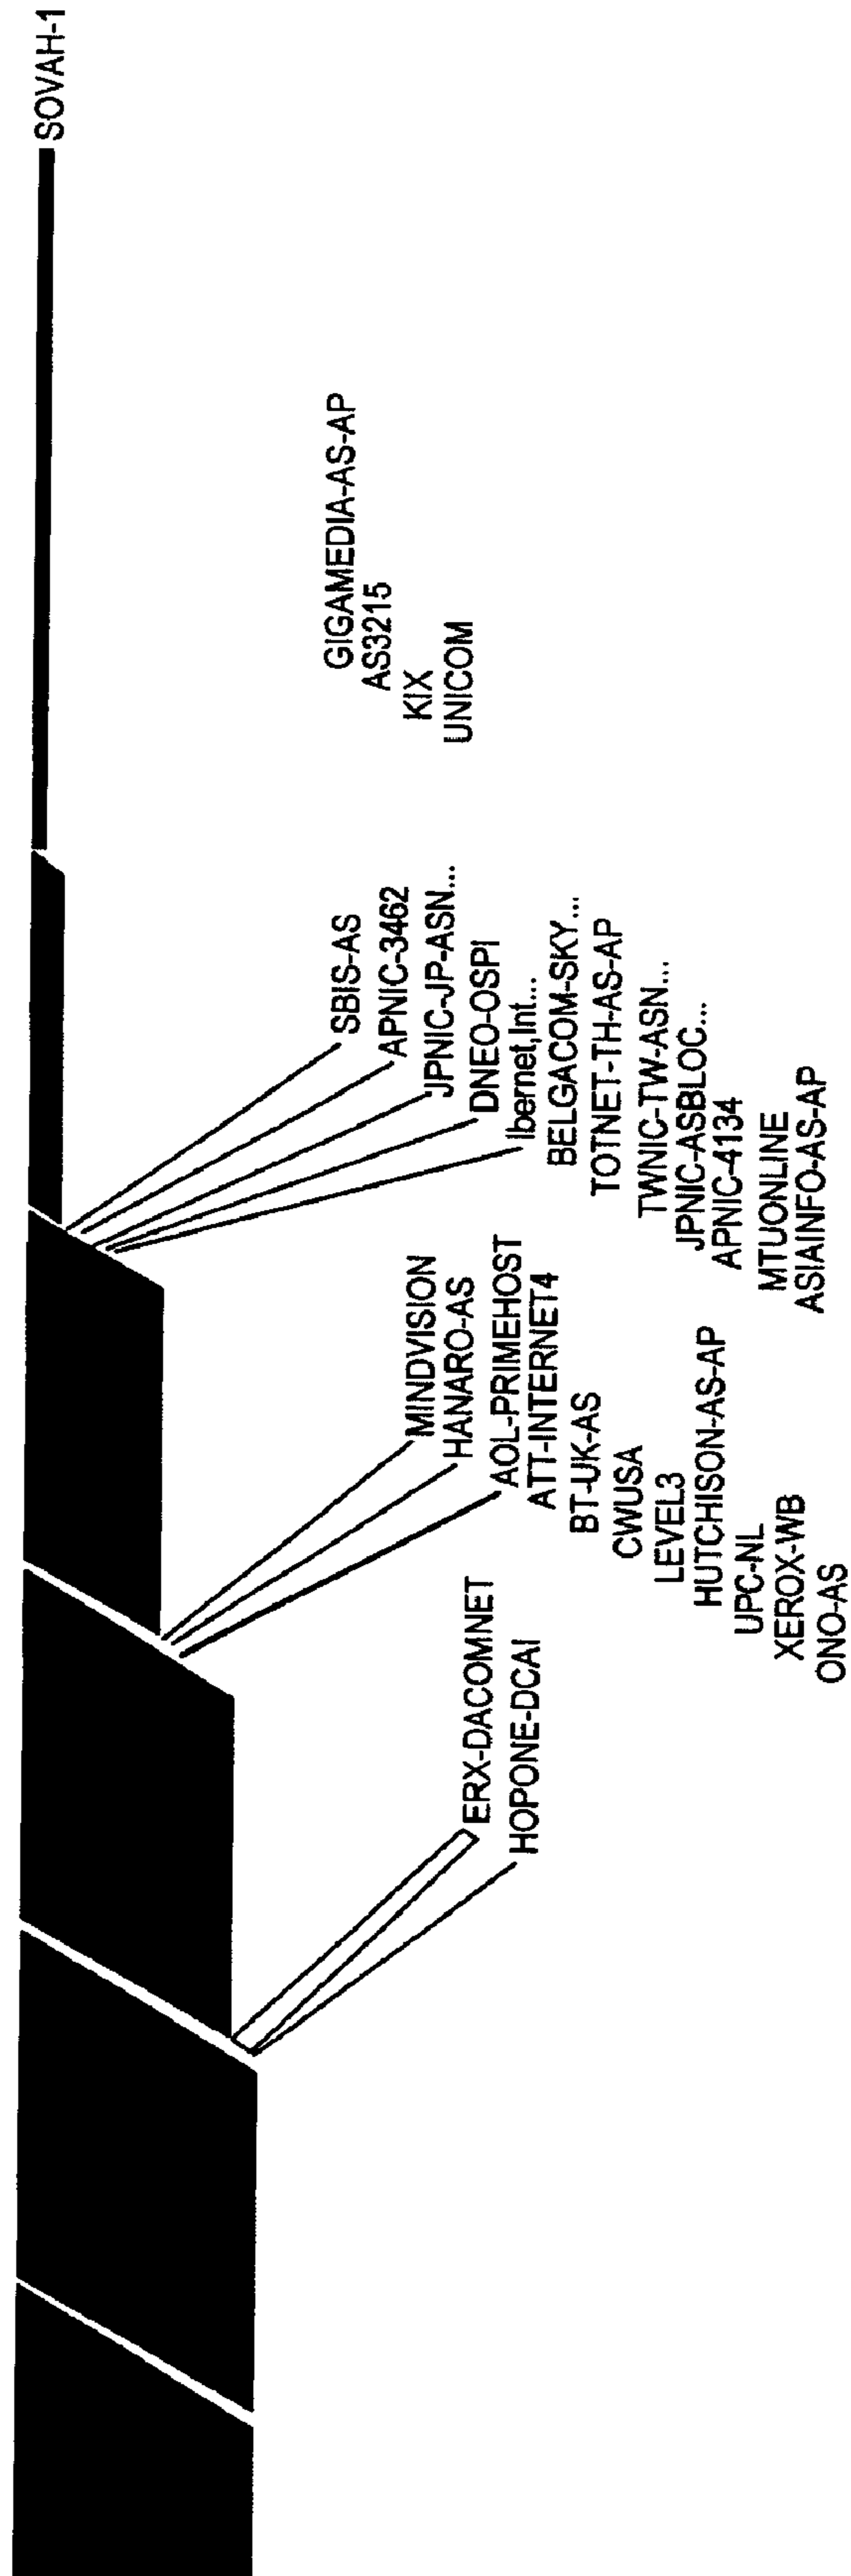 SOVAH-1
GIGAMEDIA-AS-AP
AS3215
KIX
UNICOM
SBIS-AS
APNIC-3462
JPNIC-JP-ASN...
DNEO-OSPI
Ibernet,Int...
BELGACOM-SKY...
TOTNET-TH-AS-AP
TWNIC-TW-ASN...
JPNIC-ASBLOC...
APNIC-4134
MTUONLINE
ASIAINFO-AS-AP
MINDVISION
HANARO-AS
AOL-PRIMEHOST
ATT-INTERNET4
BT-UK-AS
CWUSA
LEVEL3
HUTCHISON-AS-AP
UPC-NL
XEROX-WB
ONO-AS
ERX-DACOMNET
HOPONE-DCAI